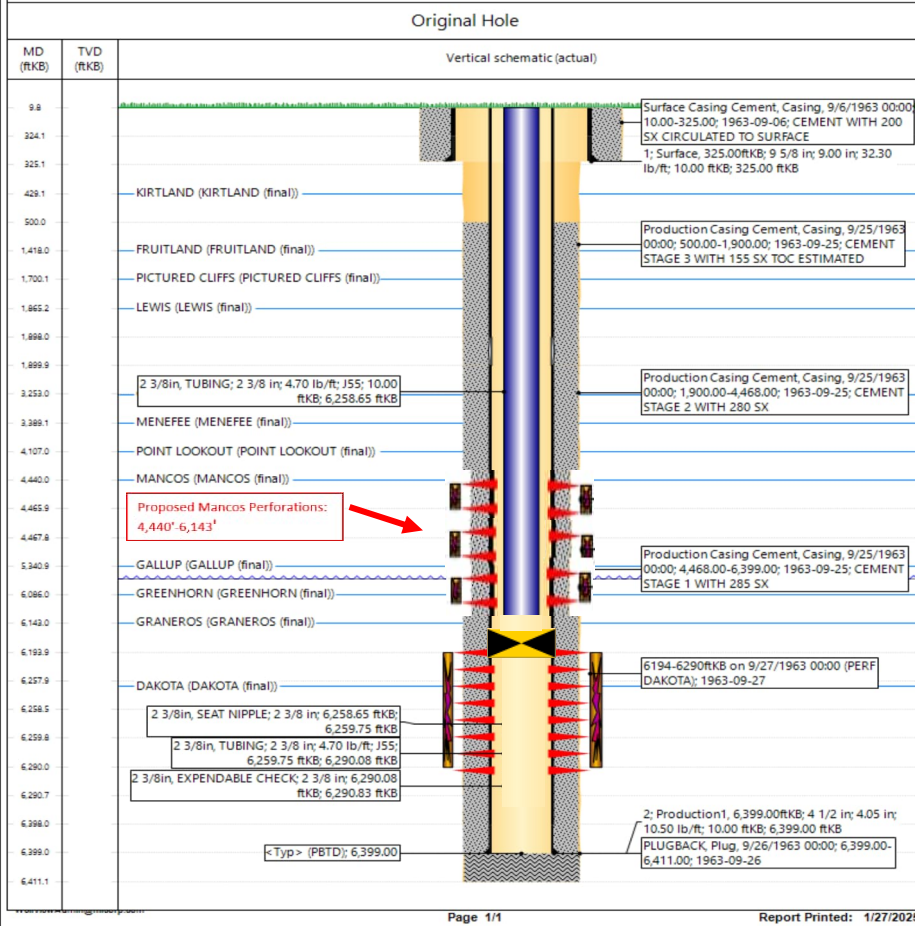 Original Hole
MD
(ftKB)
TVD
(ftKB)
Vertical schematic (actual)
9.8
324.1
325.1
429.1
500.0
1,418.0
1,700.1
1,865.2
1,898.0
1,899.9
3,253.0
3,389.1
4,107.0
4,440.0
4,465.9
4,467.8
5,340.9
6,086.0
6,143.0
6,193.9
6,257.9
6,258.5
6,259.8
6,290.0
6,290.7
6,398.0
6,399.0
6,411.1
Surface Casing Cement, Casing, 9/6/1963 00:00;
10.00-325.00; 1963-09-06; CEMENT WITH 200
SX CIRCULATED TO SURFACE
1; Surface, 325.00ftKB; 9 5/8 in; 9.00 in; 32.30
lb/ft; 10.00 ftKB; 325.00 ftKB
KIRTLAND (KIRTLAND (final))
Production Casing Cement, Casing, 9/25/1963
00:00; 500.00-1,900.00; 1963-09-25; CEMENT
STAGE 3 WITH 155 SX TOC ESTIMATED
FRUITLAND (FRUITLAND (final))
PICTURED CLIFFS (PICTURED CLIFFS (final))
LEWIS (LEWIS (final))
2 3/8in, TUBING; 2 3/8 in; 4.70 lb/ft; J55; 10.00
ftKB; 6,258.65 ftKB
Production Casing Cement, Casing, 9/25/1963
00:00; 1,900.00-4,468.00; 1963-09-25; CEMENT
STAGE 2 WITH 280 SX
MENEFEE (MENEFEE (final))
POINT LOOKOUT (POINT LOOKOUT (final))
MANCOS (MANCOS (final))
Proposed Mancos Perforations:
4,440'-6,143'
Production Casing Cement, Casing, 9/25/1963
00:00; 4,468.00-6,399.00; 1963-09-25; CEMENT
STAGE 1 WITH 285 SX
GALLUP (GALLUP (final))
GREENHORN (GREENHORN (final))
GRANEROS (GRANEROS (final))
6194-6290ftKB on 9/27/1963 00:00 (PERF
DAKOTA); 1963-09-27
DAKOTA (DAKOTA (final))
2 3/8in, SEAT NIPPLE; 2 3/8 in; 6,258.65 ftKB;
6,259.75 ftKB
2 3/8in, TUBING; 2 3/8 in; 4.70 lb/ft; J55;
6,259.75 ftKB; 6,290.08 ftKB
2 3/8in, EXPENDABLE CHECK; 2 3/8 in; 6,290.08
ftKB; 6,290.83 ftKB
2; Production1, 6,399.00ftKB; 4 1/2 in; 4.05 in;
10.50 lb/ft; 10.00 ftKB; 6,399.00 ftKB
<Typ> (PBTD); 6,399.00
PLUGBACK, Plug, 9/26/1963 00:00; 6,399.00-
6,411.00; 1963-09-26
Page 1/1
Report Printed: 1/27/2025